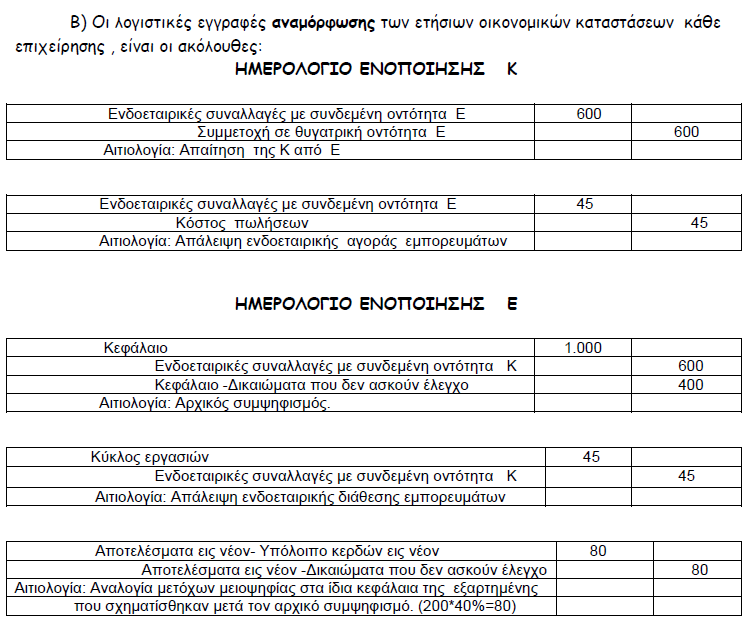 Β) Οι λογιστικές εγγραφές αναμόρφωσης των ετήσιων οικονομικών καταστάσεων κάθε
επιχείρησης , είναι οι ακόλουθες:
ΗΜΕΡΟΛΟΓΙΟ ΕΝΟΠΟΙΗΣΗΣ Κ
Ενδοεταιρικές συναλλαγές με συνδεμένη οντότητα Ε 600
Συμμετοχή σε θυγατρική οντότητα Ε 600
Αιτιολογία: Απαίτηση της Κ από Ε
Ενδοεταιρικές συναλλαγές με συνδεμένη οντότητα Ε 45
Κόστος πωλήσεων 45
Αιτιολογία: Απάλειψη ενδοεταιρικής αγοράς εμπορευμάτων
ΗΜΕΡΟΛΟΓΙΟ ΕΝΟΠΟΙΗΣΗΣ Ε
Κεφάλαιο 1.000
Ενδοεταιρικές συναλλαγές με συνδεμένη οντότητα Κ 600
Κεφάλαιο -Δικαιώματα που δεν ασκούν έλεγχο 400
Αιτιολογία: Αρχικός συμψηφισμός.
Κύκλος εργασιών 45
Ενδοεταιρικές συναλλαγές με συνδεμένη οντότητα Κ 45
Αιτιολογία: Απάλειψη ενδοεταιρικής διάθεσης εμπορευμάτων
Αποτελέσματα εις νέον- Υπόλοιπο κερδών εις νέον 80
Αποτελέσματα εις νέον -Δικαιώματα που δεν ασκούν έλεγχο 80
Αιτιολογία: Αναλογία μετόχων μειοψηφίας στα ίδια κεφάλαια της εξαρτημένης
που σχηματίσθηκαν μετά τον αρχικό συμψηφισμό. (200*40%=80)